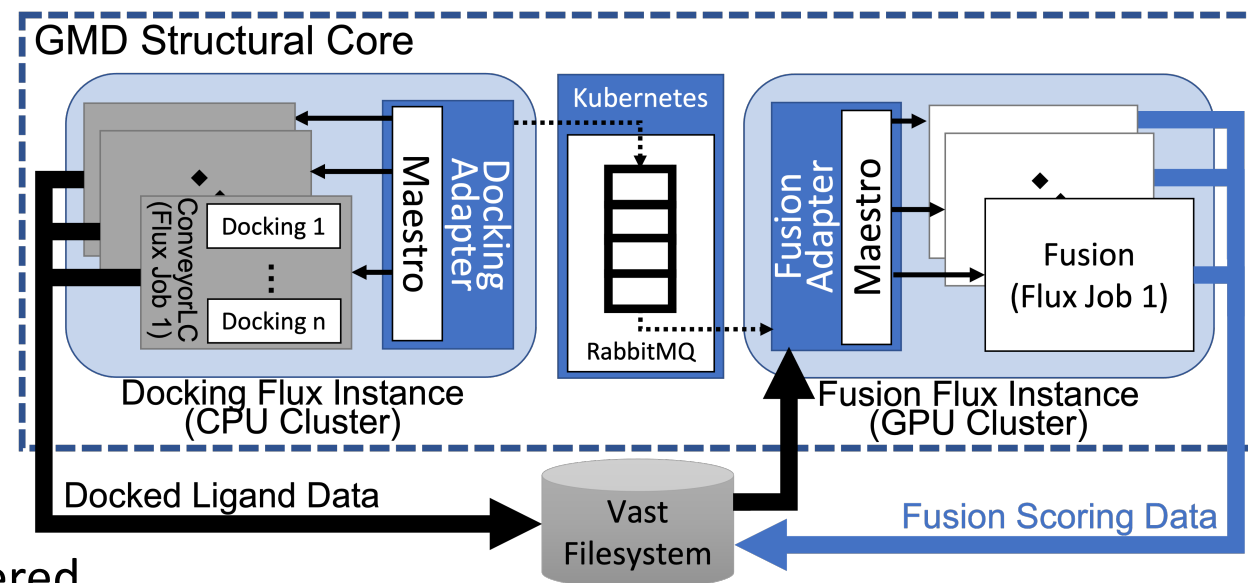 GMD Structural Core
ConveyorLC
(Flux Job 1)
Docking 1
Docking n
Maestro
Docking
Adapter
Docking Flux Instance
(CPU Cluster)
Kubernetes
RabbitMQ
Fusion
Adapter
Maestro
Fusion
(Flux Job 1)
Fusion Flux Instance
(GPU Cluster)
Docked Ligand Data
Vast
Filesystem
Fusion Scoring Data
ered